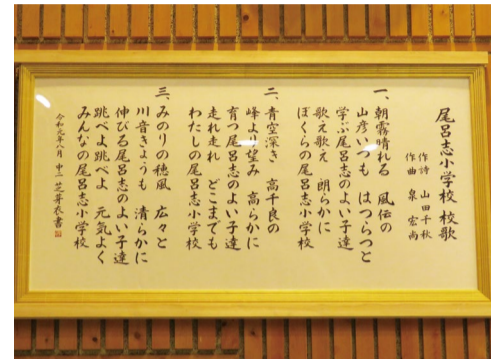 尾呂志小学校 校歌
作詩 山田千秋
作曲 泉 宏尚
一、朝霧晴れる 風伝の
山彦いつも はつらつと
学ぶ尾呂志のよい子達
歌え歌え 朗らかに
ぼくらの尾呂志小学校
二、青空深き 高千良の
峰より望み 高らかに
育つ尾呂志のよい子達
走れ走れ どこまでも
わたしの尾呂志小学校
三、みのりの穂風 広々と
川音きょうも 清らかに
伸びる尾呂志のよい子達
跳べよ跳べよ 元気よく
みんなの尾呂志小学校
令和元年八月 中二 芝芽衣書